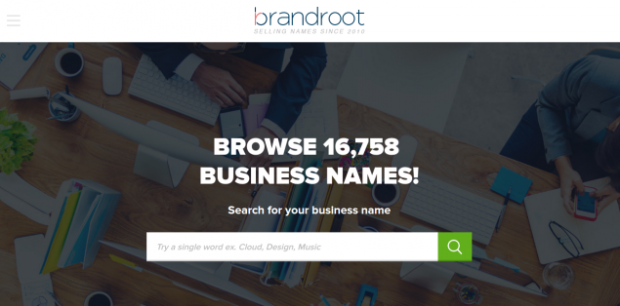 brandroot
SELLING NAMES SINCE 2010
BROWSE 16,758
BUSINESS NAMES!
Search for your business name
Try a single word ex. Cloud, Design, Music